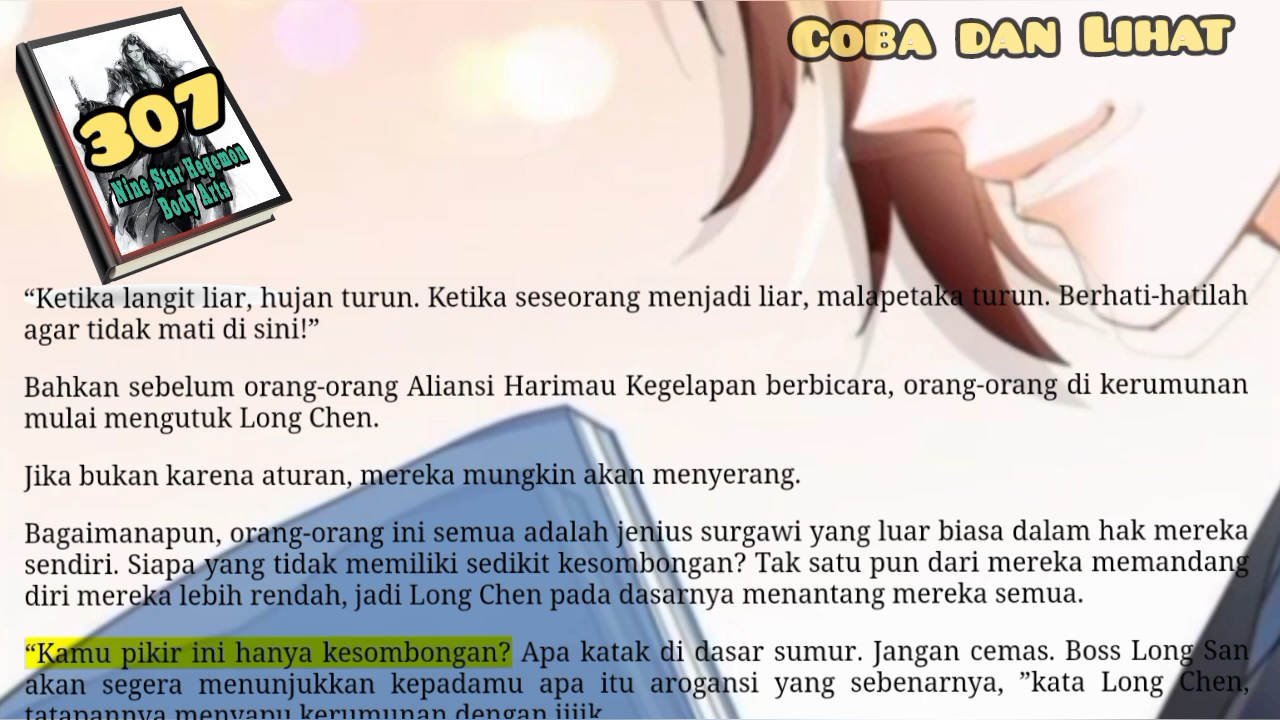 Coba dan Lihat
307
Nine Star Hegemon
Body Arts
“Ketika langit liar, hujan turun. Ketika seseorang menjadi liar, malapetaka turun. Berhati-hatilah
agar tidak mati di sini!”
Bahkan sebelum orang-orang Aliansi Harimau Kegelapan berbicara, orang-orang di kerumunan
mulai mengutuk Long Chen.
Jika bukan karena aturan, mereka mungkin akan menyerang.
Bagaimanapun, orang-orang ini semua adalah jenius surgawi yang luar biasa dalam hak mereka
sendiri. Siapa yang tidak memiliki sedikit kesombongan? Tak satu pun dari mereka memandang
diri mereka lebih rendah, jadi Long Chen pada dasarnya menantang mereka semua.
“Kamu pikir ini hanya kesombongan? Apa katak di dasar sumur. Jangan cemas. Boss Long San
akan segera menunjukkan kepadamu apa itu arogansi yang sebenarnya, ”kata Long Chen,
tatapannya menyapu kerumunan dengan jijik